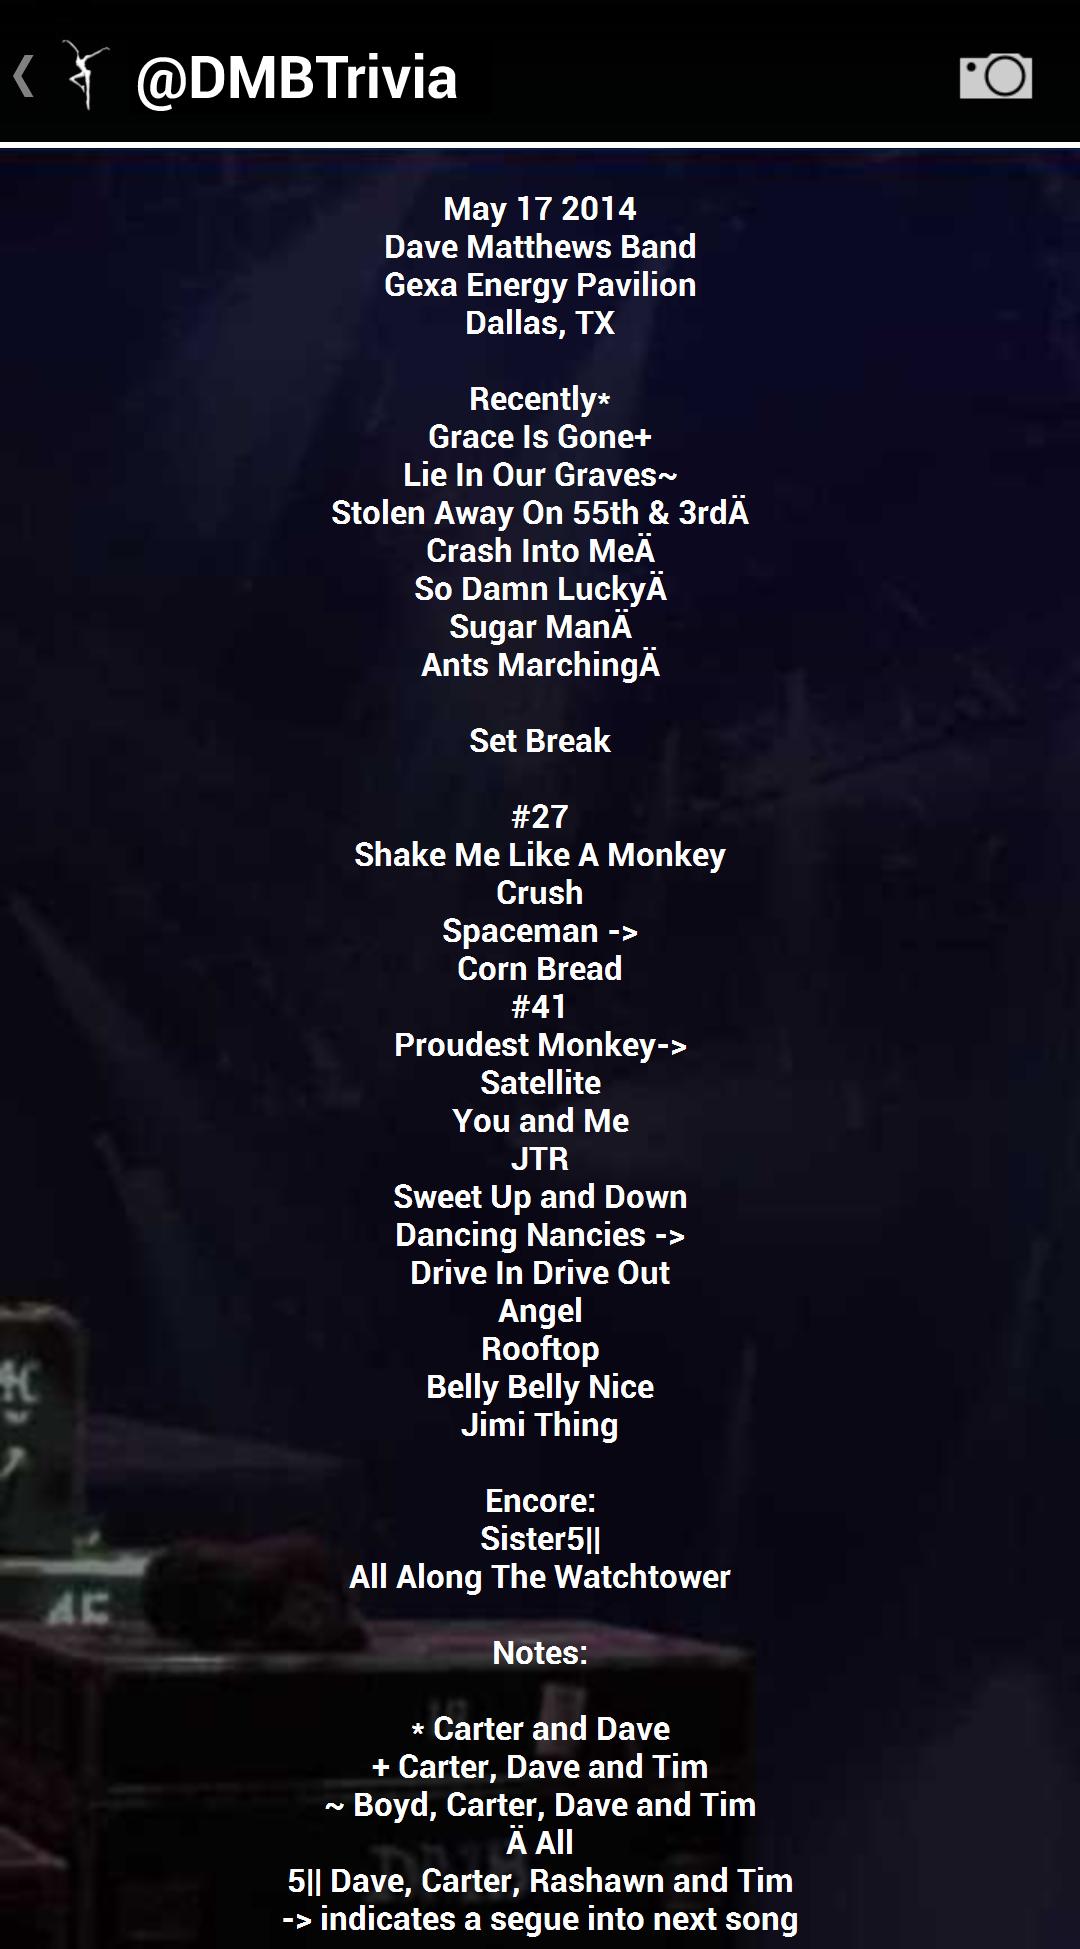 @DMBTrivia
May 17 2014
Dave Matthews Band
Gexa Energy Pavilion
Dallas, TX
Recently*
Grace Is Gone+
Lie In Our Graves~
Stolen Away On 55th & 3rdÄ
Crash Into MeÄ
So Damn LuckyÄ
Sugar ManÄ
Ants MarchingÄ
Set Break
#27
Shake Me Like A Monkey
Crush
Spaceman ->
Corn Bread
#41
Proudest Monkey->
Satellite
You and Me
JTR
Sweet Up and Down
Dancing Nancies ->
Drive In Drive Out
Angel
Rooftop
Belly Belly Nice
Jimi Thing
Encore:
Sister5||
All Along The Watchtower
Notes:
* Carter and Dave
+ Carter, Dave and Tim
~ Boyd, Carter, Dave and Tim
Ä All
5|| Dave, Carter, Rashawn and Tim
-> indicates a segue into next song